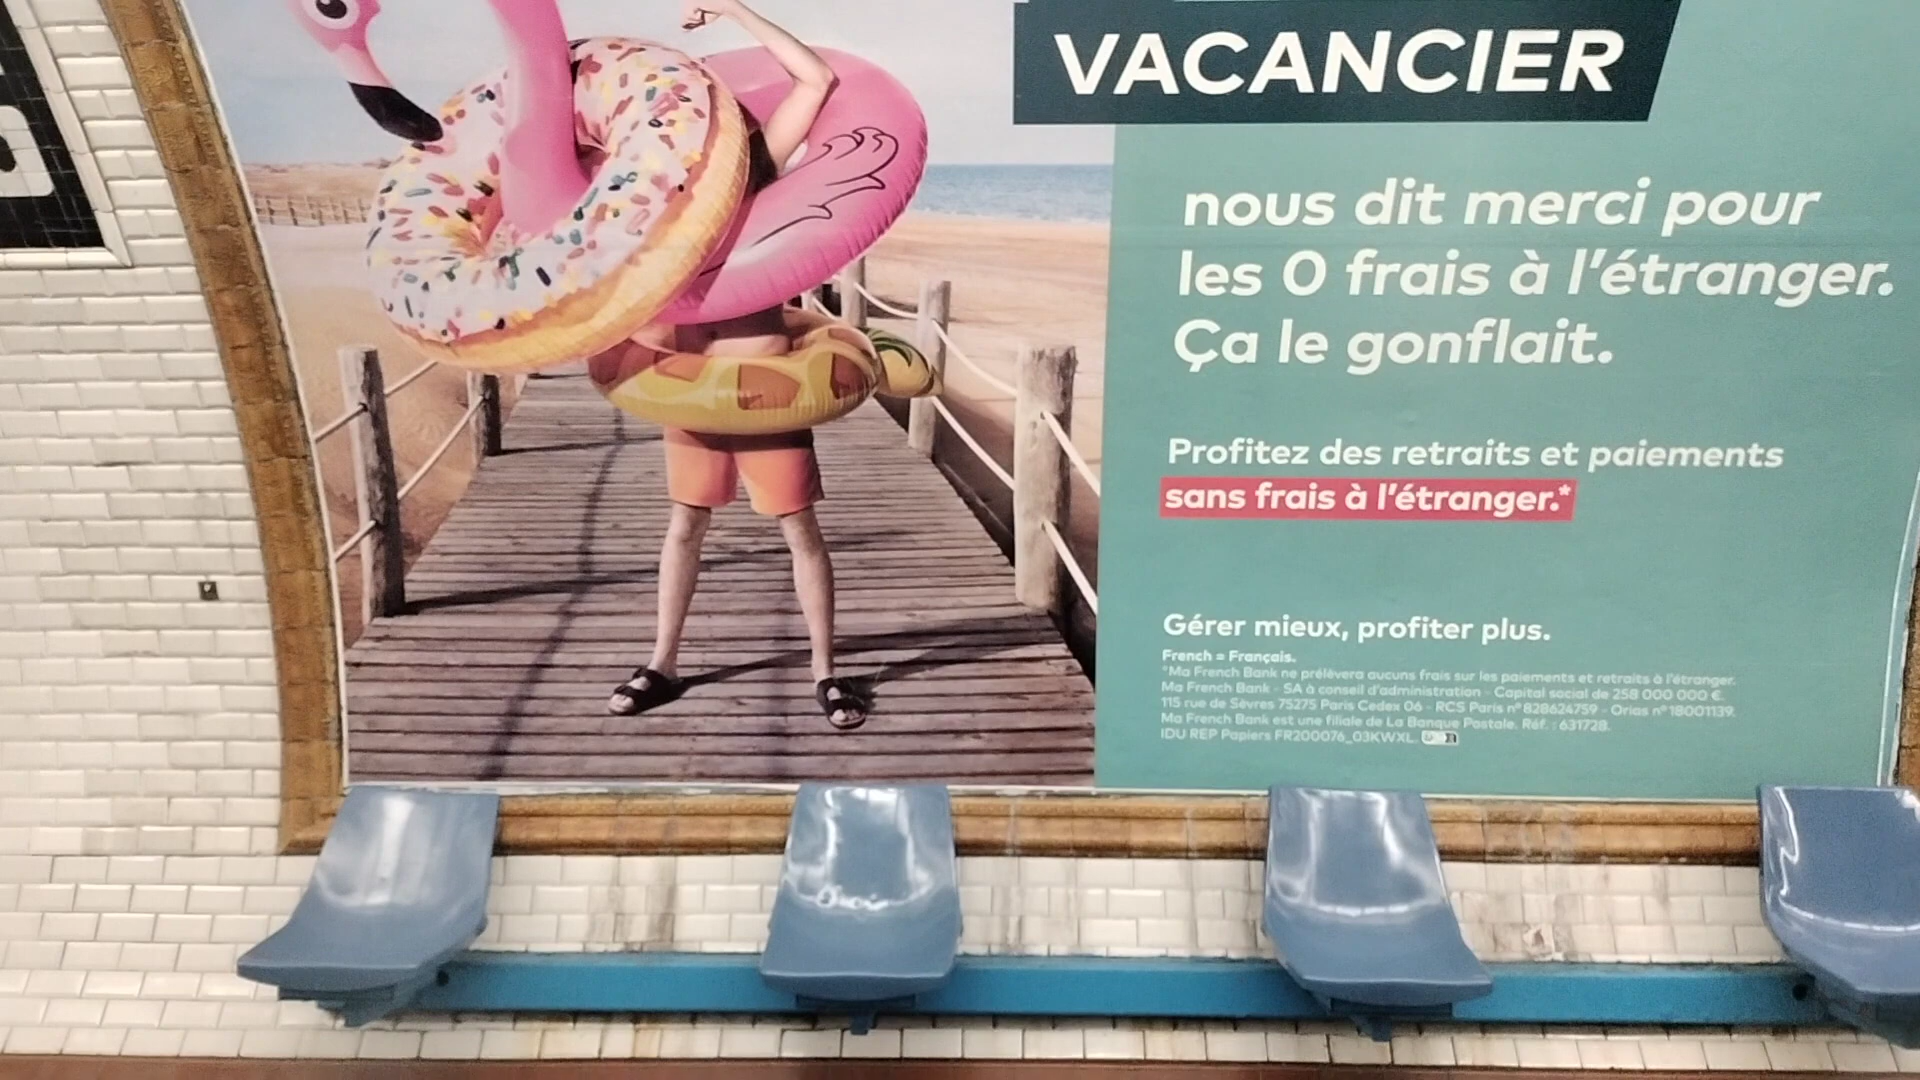 VACANCIER
nous dit merci pour
les 0 frais à l'étranger.
Ça le gonflait.
Profitez des retraits et paiements
sans frais à l'étranger.*
Gérer mieux, profiter plus.
French = Français.
*Ma French Bank ne prélèvera aucuns frais sur les paiements et retraits à l'étranger.
Ma French Bank - SA à conseil d'administration - Capital social de 258 000 000 €.
115 rue de Sèvres 75275 Paris Cedex 06 - RCS Paris n° 828624759 - Orias n° 18001139.
Ma French Bank est une filiale de La Banque Postale. Réf. : 631728.
IDU REP Papiers FR200076_03KWXL.